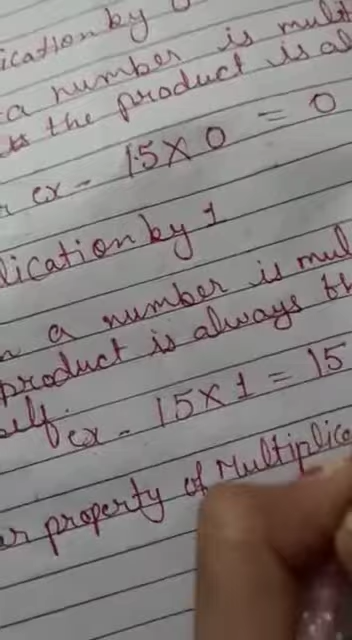 ication by 0
a number is mult
the product is al
ex - 15 X 0 = 0
lication by 1
a number is mul
product is always th
elf.
ex - 15 X 1 = 15
property of Multiplica